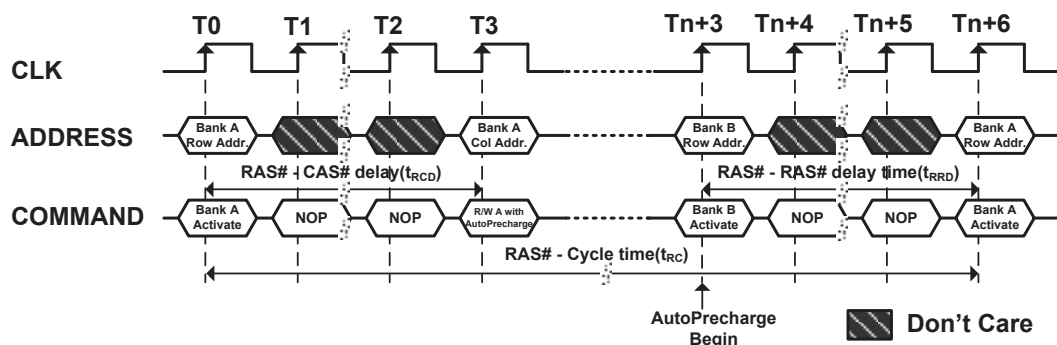 T0 T1 T2 T3 Tn+3 Tn+4 Tn+5 Tn+6
CLK
ADDRESS
Bank A
Row Addr.
Bank A
Col Addr.
Bank B
Row Addr.
Bank A
Row Addr.
RAS# - CAS# delay(tRCD)
RAS# - RAS# delay time(tRRD)
COMMAND
Bank A
Activate
NOP
NOP
R/W A with
AutoPrecharge
Bank B
Activate
NOP
NOP
Bank A
Activate
RAS# - Cycle time(tRC)
AutoPrecharge
Begin
Don't Care